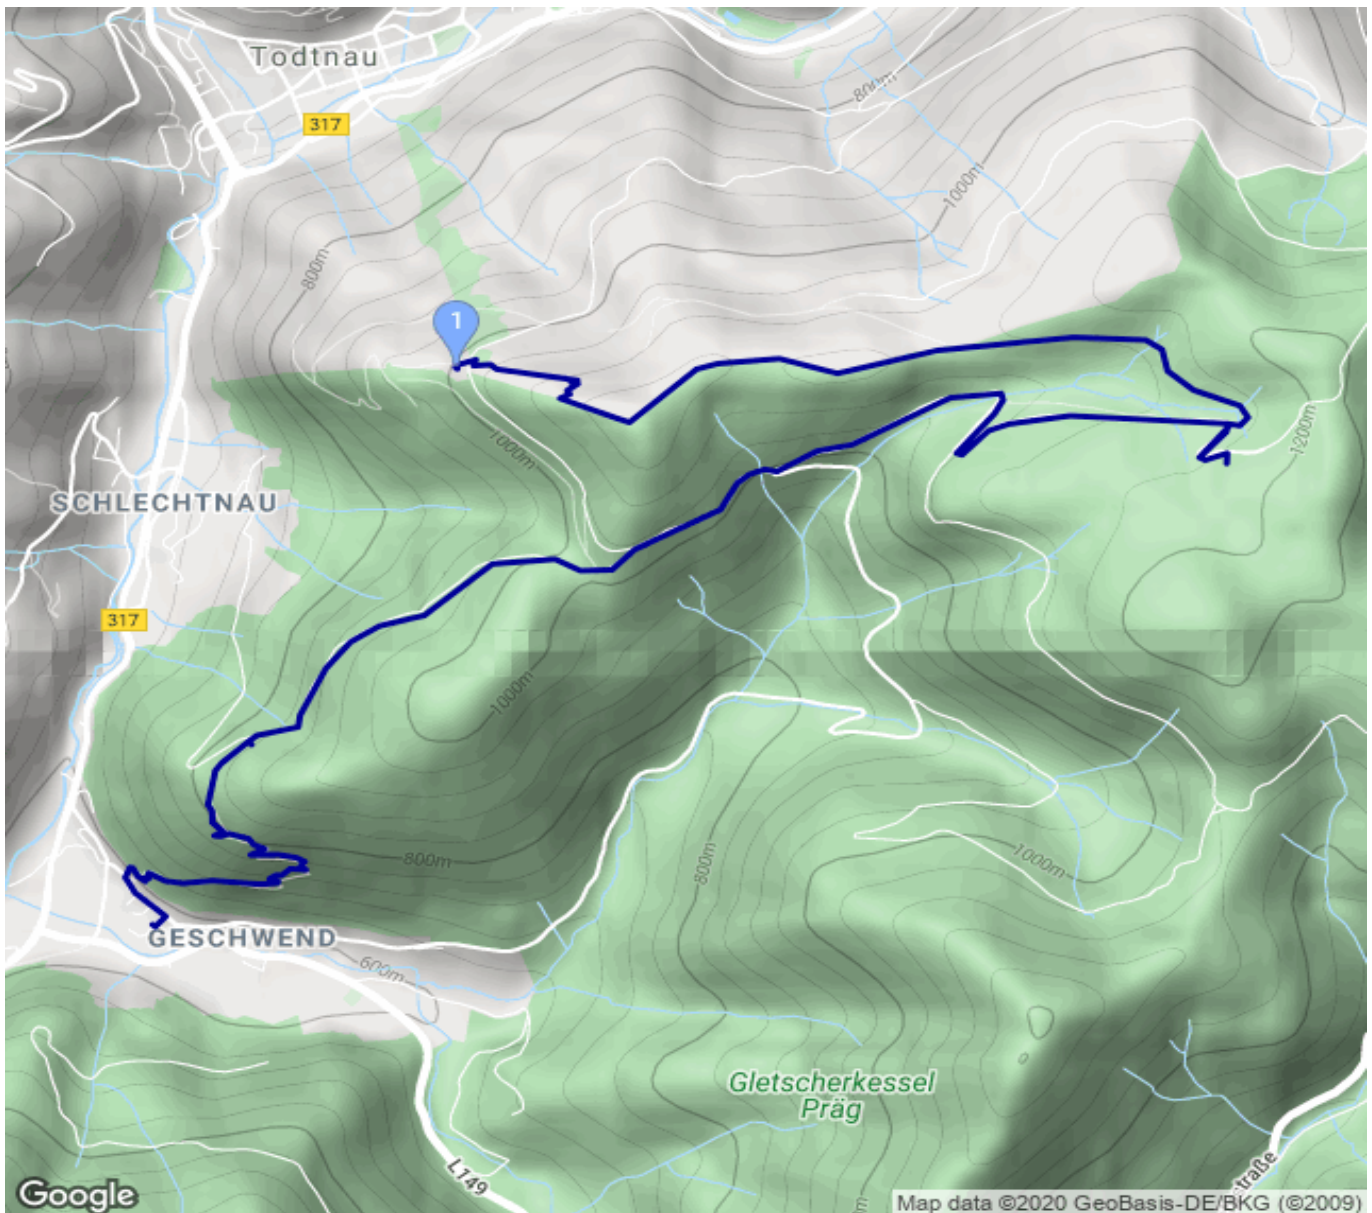 Todtnau
317
800m
1000m
800m
1
1000m
1200m
SCHLECHTNAU
317
1000m
800m
800m
1000m
GESCHWEND
600m
Gletscherkessel
Präg
L149
straße
Google
Map data ©2020 GeoBasis-DE/BKG (©2009)